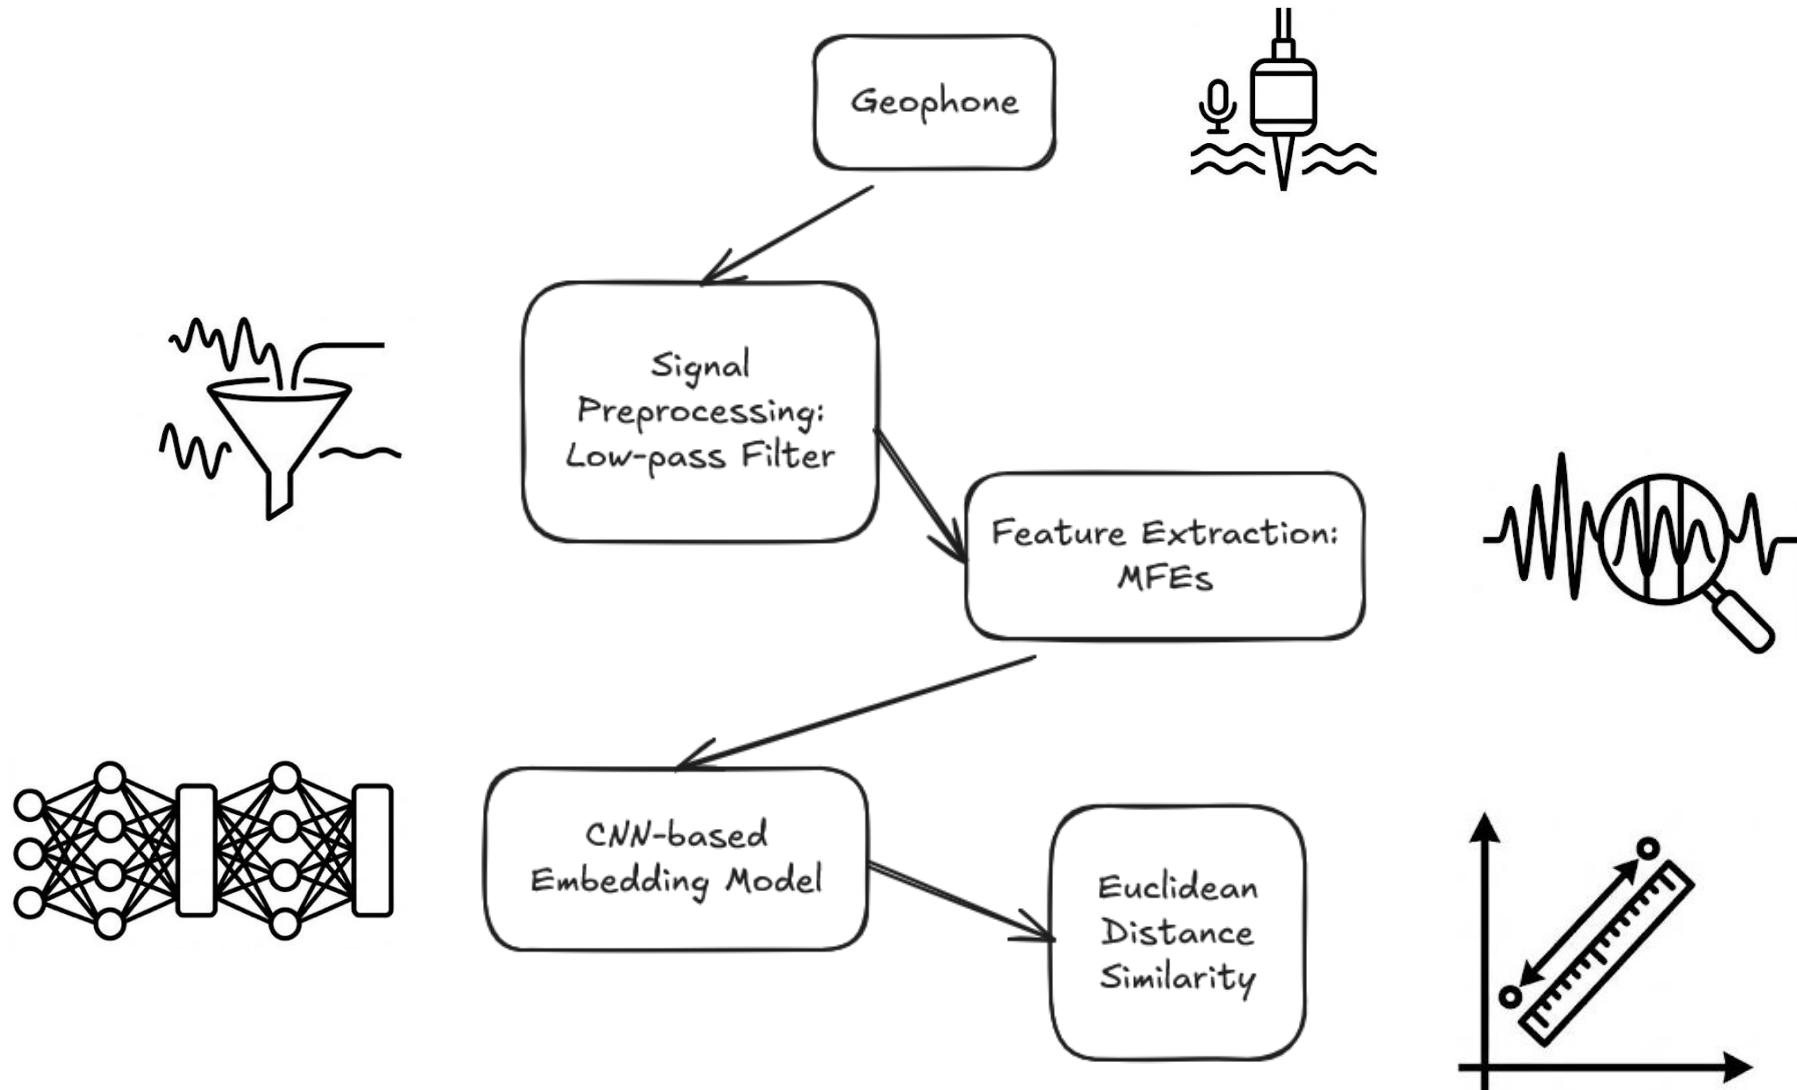 Geophone
Signal
Preprocessing:
Low-pass Filter
Feature Extraction:
MFEs
CNN-based
Embedding Model
Euclidean
Distance
Similarity